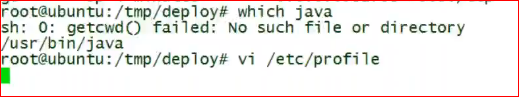 root@ubuntu:/tmp/deploy# which java
sh: 0: getcwd() failed: No such file or directory
/usr/bin/java
root@ubuntu:/tmp/deploy# vi /etc/profile